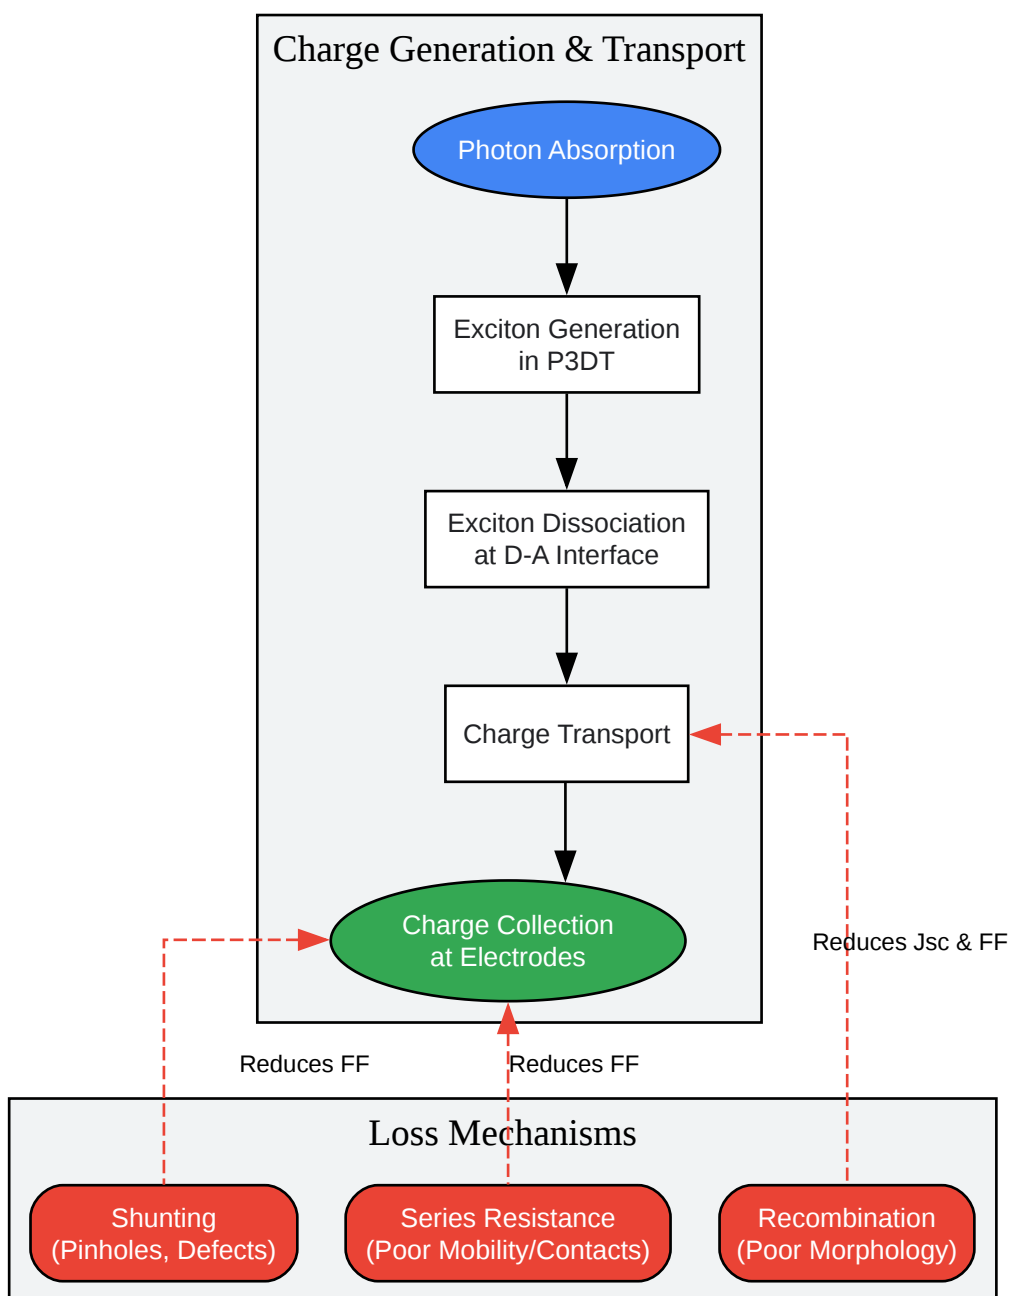 Charge Generation & Transport
Photon Absorption
Exciton Generation
in P3DT
Exciton Dissociation
at D-A Interface
Charge Transport
Charge Collection
at Electrodes
Reduces Jsc & FF
Reduces FF
Reduces FF
Loss Mechanisms
Shunting
(Pinholes, Defects)
Series Resistance
(Poor Mobility/Contacts)
Recombination
(Poor Morphology)